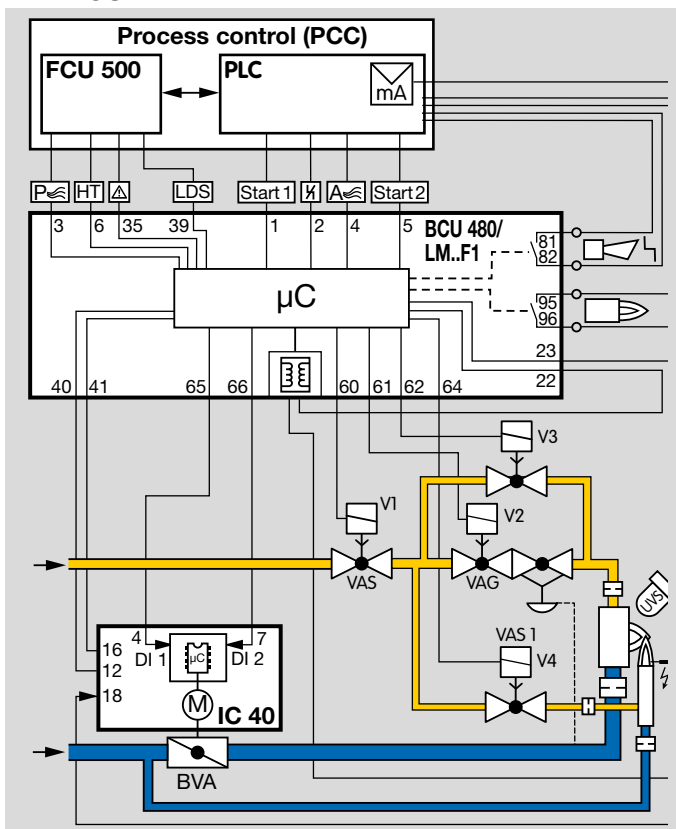 Process control (PCC)
FCU 500 PLC
mA
P HT LDS Start 1 A Start 2
3 6 35 39 1 2 4 5 BCU 480/
LM..F1
81
82
µC
95
96
23
22
40 41 65 66 60 61 62 64
V3
V1 V2
VAS VAG
UVS
4 7 VAS 1
16 DI 1 µC DI 2 V4
12
18 M IC 40
BVA